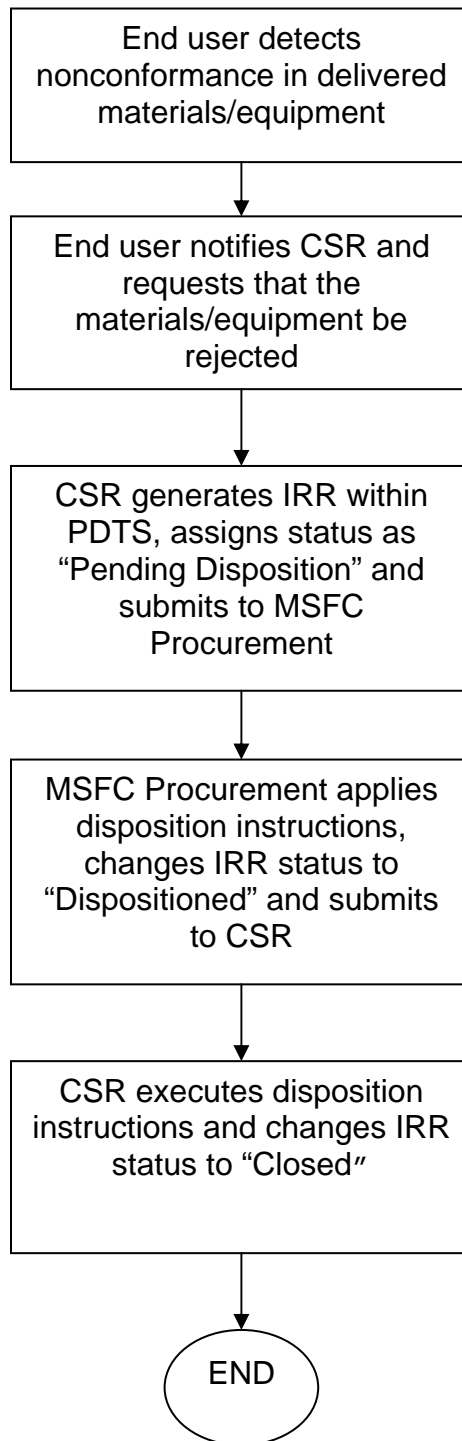 End user detects
nonconformance in delivered
materials/equipment
End user notifies CSR and
requests that the
materials/equipment be
rejected
CSR generates IRR within
PDTS, assigns status as
“Pending Disposition” and
submits to MSFC
Procurement
MSFC Procurement applies
disposition instructions,
changes IRR status to
“Dispositioned” and submits
to CSR
CSR executes disposition
instructions and changes IRR
status to “Closed”
END